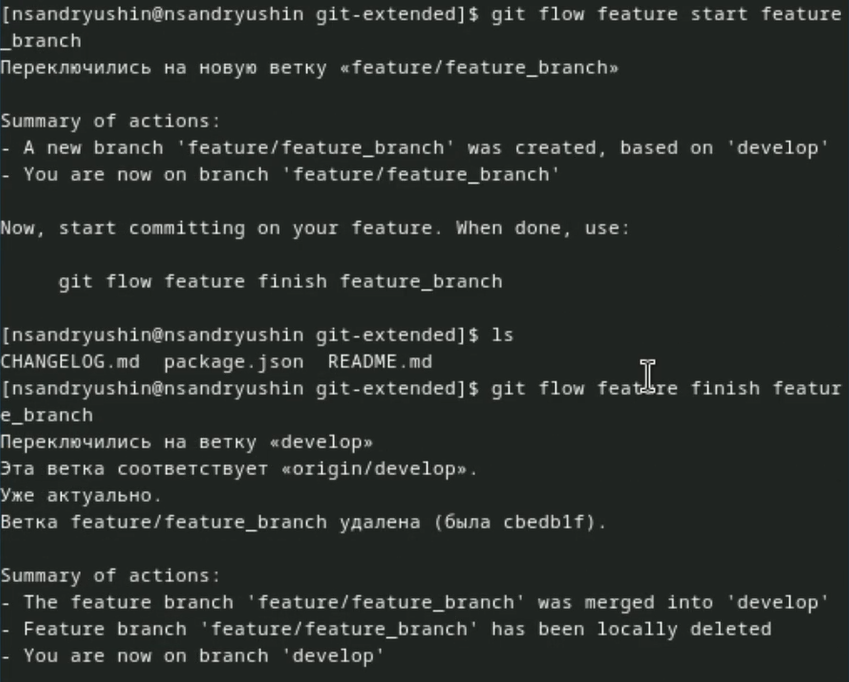 [nsandryushin@nsandryushin git-extended]$ git flow feature start feature
_branch
Переключились на новую ветку «feature/feature_branch»
Summary of actions:
- A new branch 'feature/feature_branch' was created, based on 'develop'
- You are now on branch 'feature/feature_branch'
Now, start committing on your feature. When done, use:
git flow feature finish feature_branch
[nsandryushin@nsandryushin git-extended]$ ls
CHANGELOG.md  package.json  README.md
[nsandryushin@nsandryushin git-extended]$ git flow feature finish featur
e_branch
Переключились на ветку «develop»
Эта ветка соответствует «origin/develop».
Уже актуально.
Ветка feature/feature_branch удалена (была cbedb1f).
Summary of actions:
- The feature branch 'feature/feature_branch' was merged into 'develop'
- Feature branch 'feature/feature_branch' has been locally deleted
- You are now on branch 'develop'